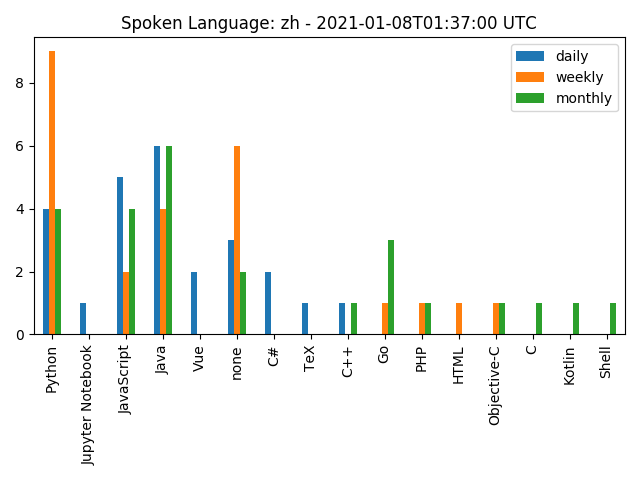 Spoken Language: zh - 2021-01-08T01:37:00 UTC
daily
weekly
monthly
8
6
4
2
0
Python
Jupyter Notebook
JavaScript
Java
Vue
none
C#
TeX
C++
Go
PHP
HTML
Objective-C
C
Kotlin
Shell